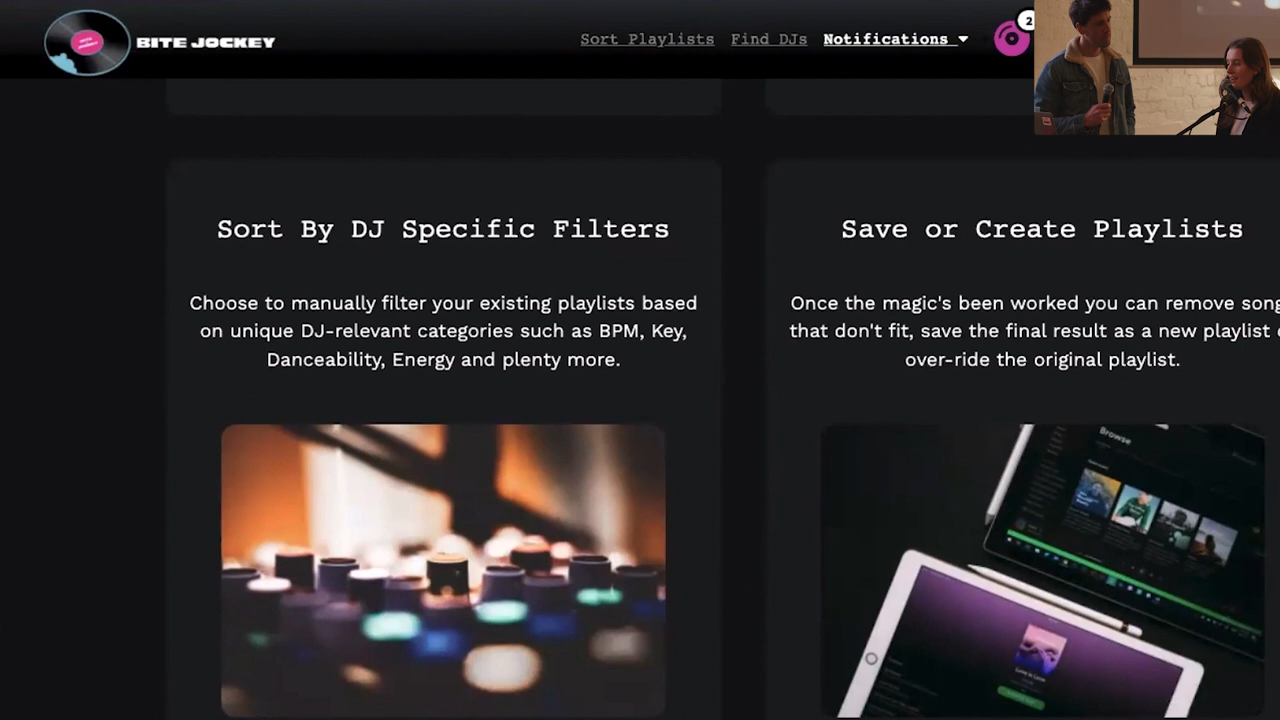 BITE JOCKEY
Sort Playlists
Find DJs
Notifications
2
Sort By DJ Specific Filters
Choose to manually filter your existing playlists based
on unique DJ-relevant categories such as BPM, Key,
Danceability, Energy and plenty more.
Save or Create Playlists
Once the magic's been worked you can remove song
that don't fit, save the final result as a new playlist
over-ride the original playlist.
Browse